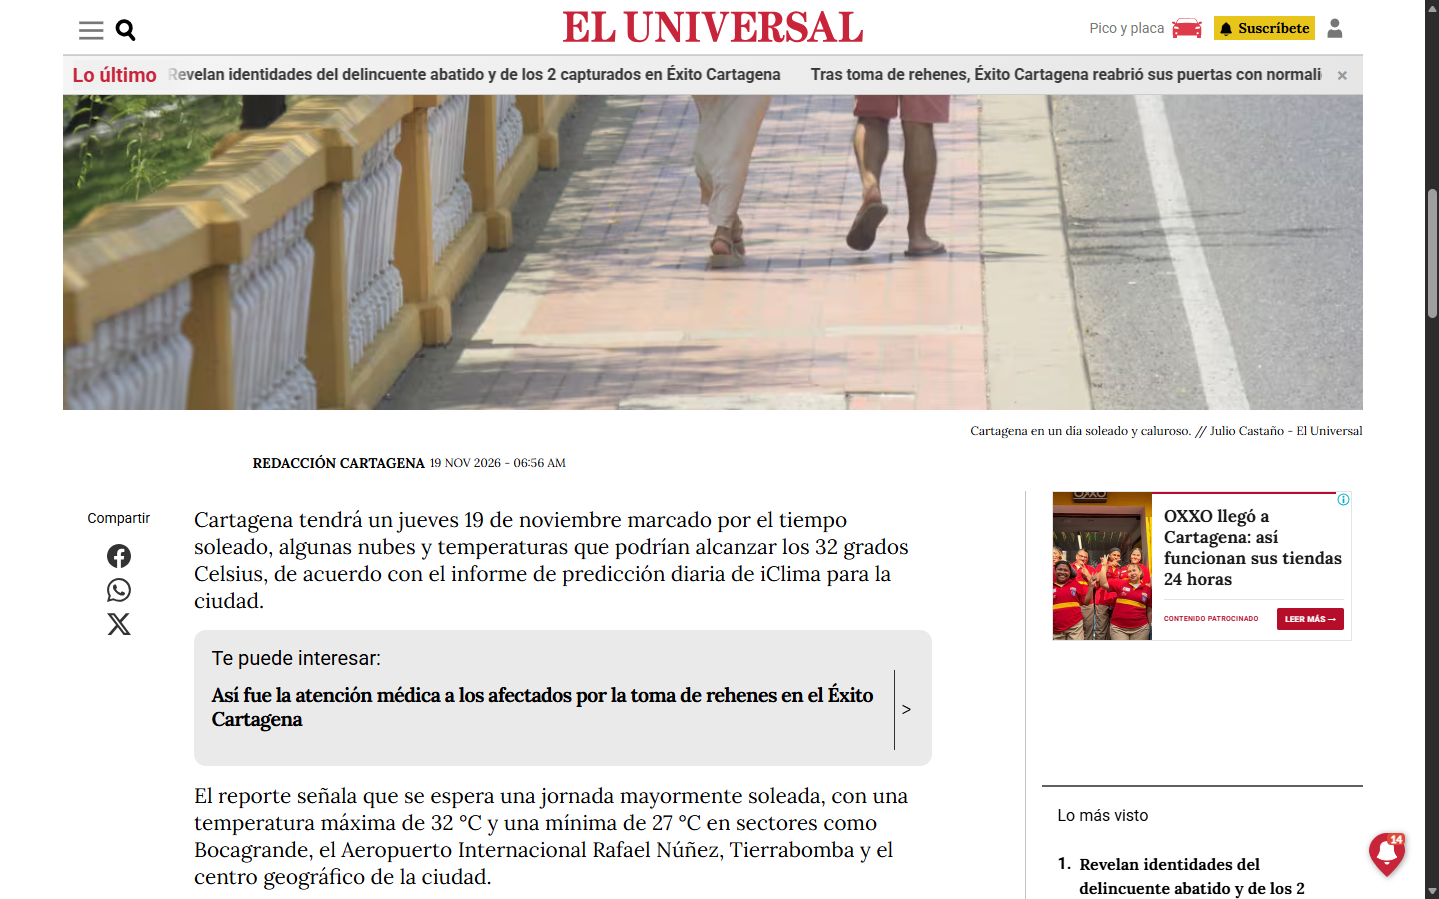 EL UNIVERSAL
Pico y placa
Suscríbete
Lo último
Revelan identidades del delincuente abatido y de los 2 capturados en Éxito Cartagena
Tras toma de rehenes, Éxito Cartagena reabrió sus puertas con normali
×
Cartagena en un día soleado y caluroso. // Julio Castaño - El Universal
REDACCIÓN CARTAGENA 19 NOV 2026 - 06:56 AM
Compartir
Cartagena tendrá un jueves 19 de noviembre marcado por el tiempo
soleado, algunas nubes y temperaturas que podrían alcanzar los 32 grados
Celsius, de acuerdo con el informe de predicción diaria de iClima para la
ciudad.
Te puede interesar:
Así fue la atención médica a los afectados por la toma de rehenes en el Éxito
Cartagena
>
El reporte señala que se espera una jornada mayormente soleada, con una
temperatura máxima de 32 °C y una mínima de 27 °C en sectores como
Bocagrande, el Aeropuerto Internacional Rafael Núñez, Tierrabomba y el
centro geográfico de la ciudad.
OXXO
OXXO llegó a
Cartagena: así
funcionan sus tiendas
24 horas
CONTENIDO PATROCINADO
LEER MÁS →
Lo más visto
1. Revelan identidades del
delincuente abatido y de los 2
14